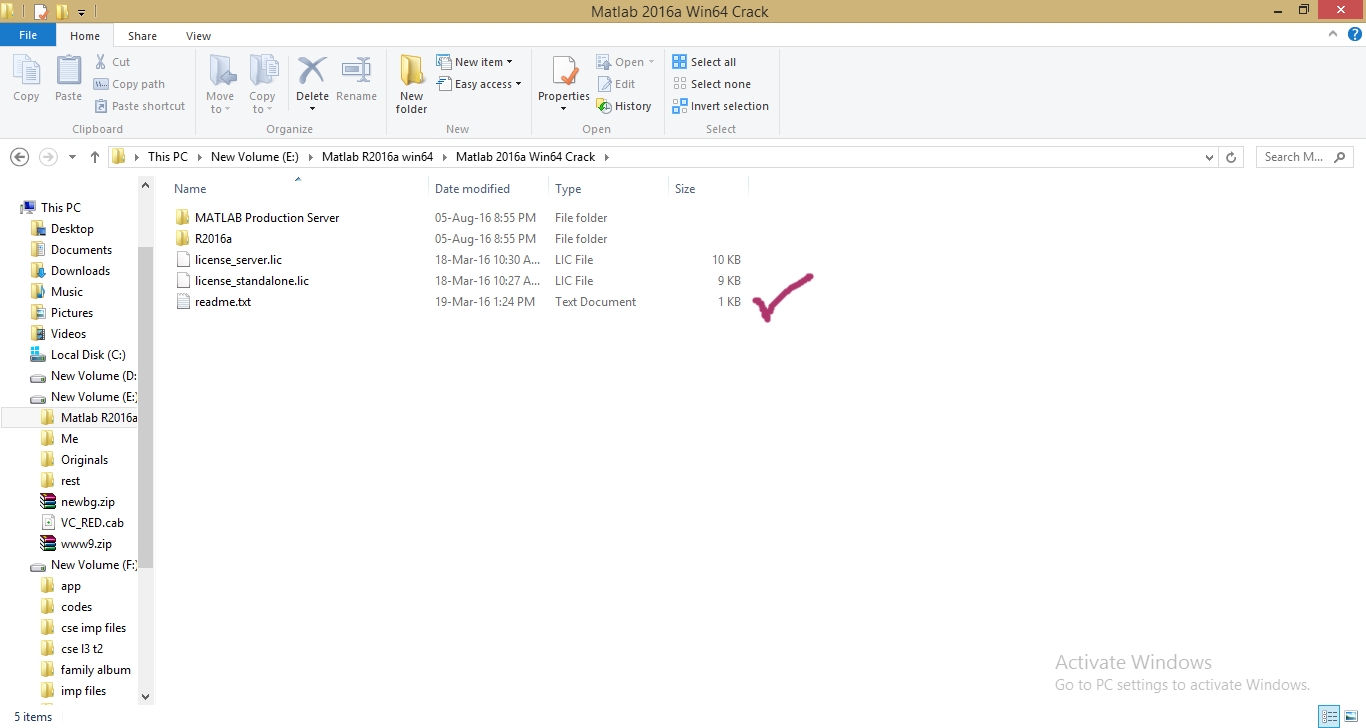 Matlab 2016a Win64 Crack
File Home Share View
Copy Paste Cut Copy path Paste shortcut Clipboard
Move to Copy to Delete Rename Organize
New folder New item Easy access New
Properties Open Edit History Open
Select all Select none Invert selection Select
This PC New Volume (E:) Matlab R2016a win64 Matlab 2016a Win64 Crack
Search M...
This PC
Desktop
Documents
Downloads
Music
Pictures
Videos
Local Disk (C:)
New Volume (D:
New Volume (E:)
Matlab R2016a
Me
Originals
rest
newbg.zip
VC_RED.cab
www9.zip
New Volume (F:)
app
codes
cse imp files
cse l3 t2
family album
imp files
Name Date modified Type Size
MATLAB Production Server 05-Aug-16 8:55 PM File folder
R2016a 05-Aug-16 8:55 PM File folder
license_server.lic 18-Mar-16 10:30 A... LIC File 10 KB
license_standalone.lic 18-Mar-16 10:27 A... LIC File 9 KB
readme.txt 19-Mar-16 1:24 PM Text Document 1 KB
Activate Windows
Go to PC settings to activate Windows.
5 items